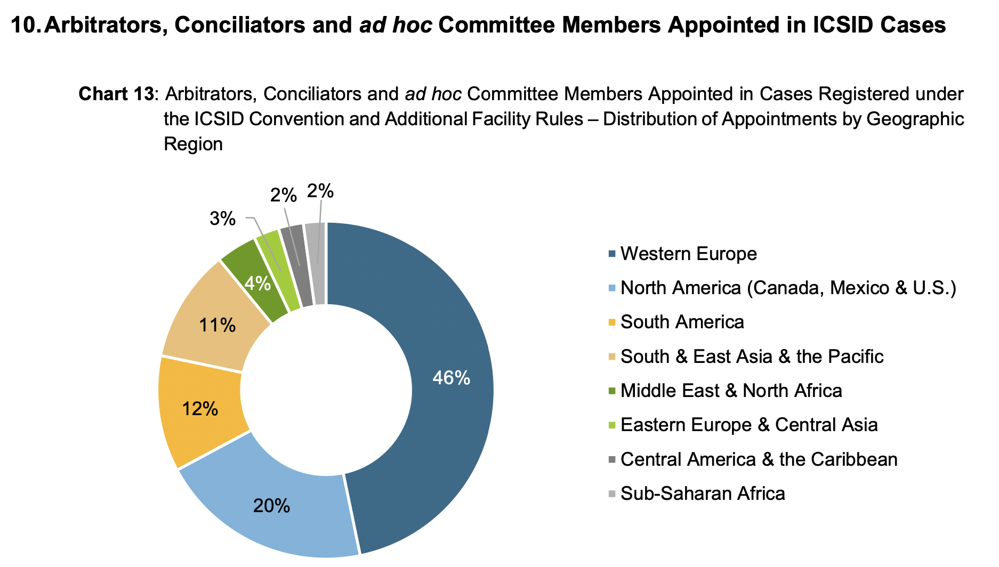 10. Arbitrators, Conciliators and ad hoc Committee Members Appointed in ICSID Cases
Chart 13: Arbitrators, Conciliators and ad hoc Committee Members Appointed in Cases Registered under
the ICSID Convention and Additional Facility Rules – Distribution of Appointments by Geographic
Region
2%
2%
3%
4%
11%
12%
20%
46%
Western Europe
North America (Canada, Mexico & U.S.)
South America
South & East Asia & the Pacific
Middle East & North Africa
Eastern Europe & Central Asia
Central America & the Caribbean
Sub-Saharan Africa